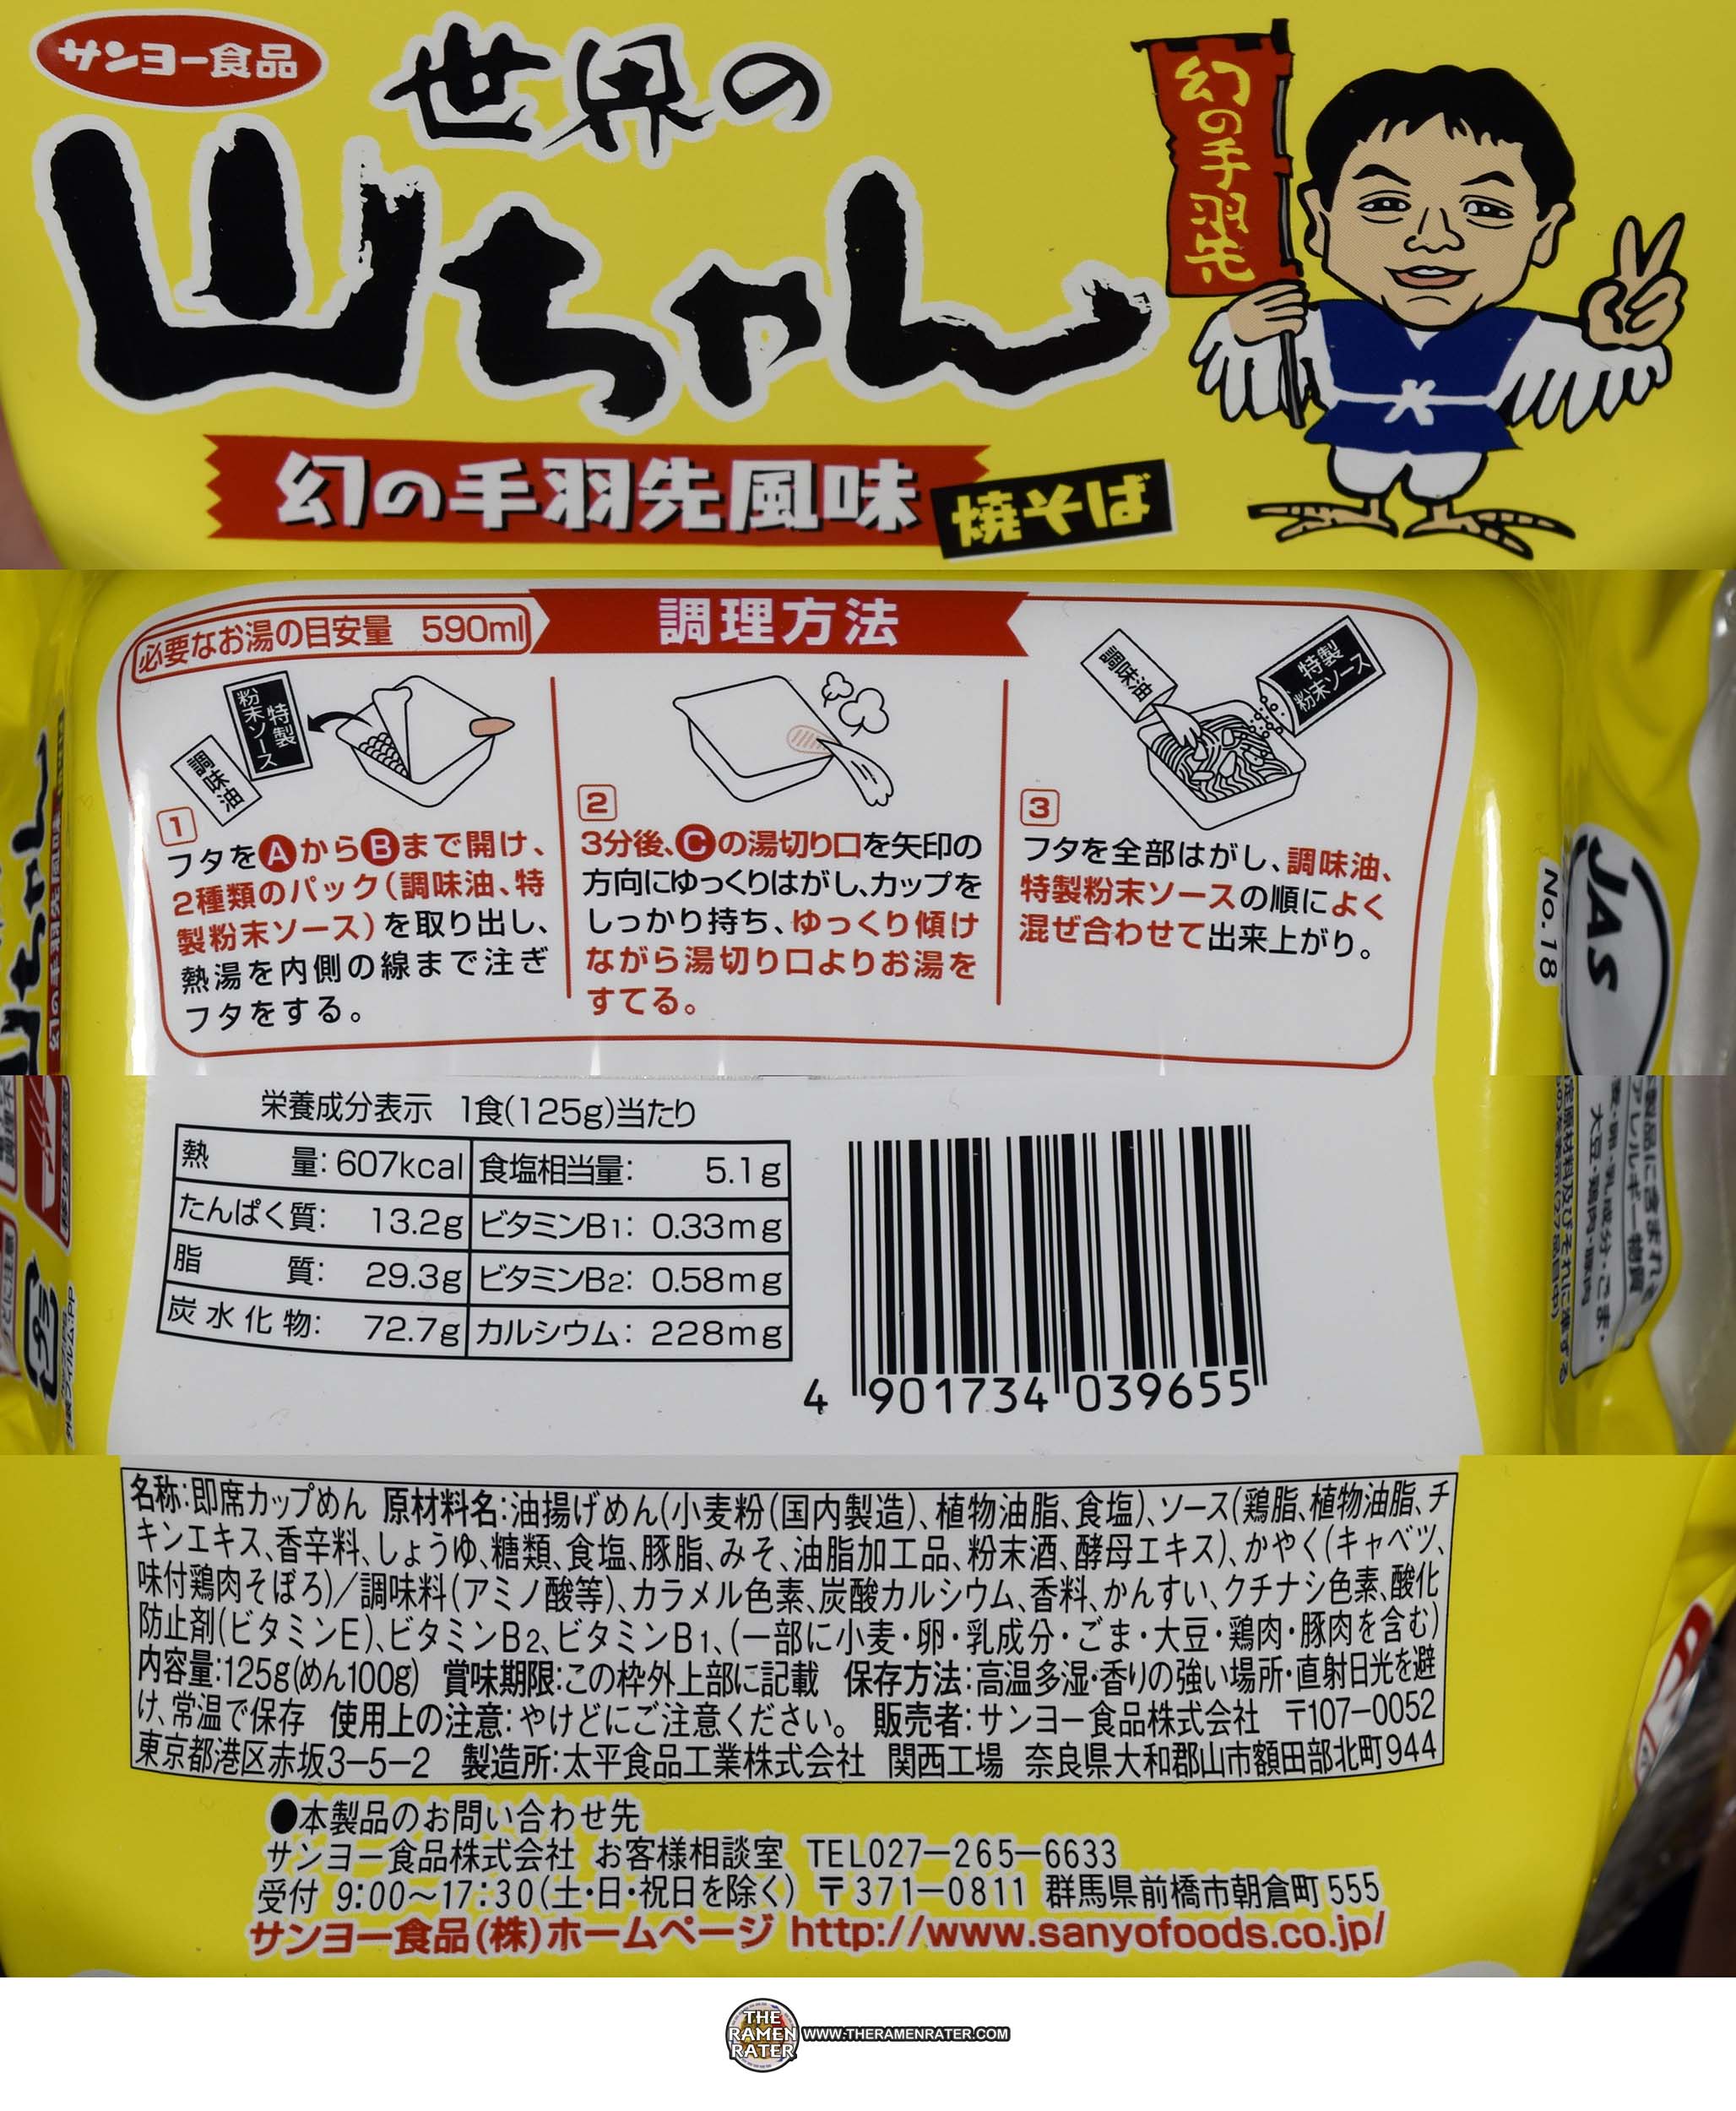 サンヨー食品
世界の
山ちゃん
幻の手羽先
幻の手羽先風味
焼そば
必要なお湯の目安量 590ml
調理方法
特製
粉末ソース
調味油
調味油
特製
粉末ソース
1
フタをAからBまで開け、
2種類のパック(調味油、特
製粉末ソース)を取り出し、
熱湯を内側の線まで注ぎ
フタをする。
2
3分後、Cの湯切り口を矢印の
方向にゆっくりはがし、カップを
しっかり持ち、ゆっくり傾け
ながら湯切り口よりお湯を
すてる。
3
フタを全部はがし、調味油、
特製粉末ソースの順によく
混ぜ合わせて出来上がり。
No.18
JAS
栄養成分表示 1食(125g)当たり
熱量: 607kcal 食塩相当量: 5.1g
たんぱく質: 13.2g ビタミンB1: 0.33mg
脂質: 29.3g ビタミンB2: 0.58mg
炭水化物: 72.7g カルシウム: 228mg
4 901734 039655
名称:即席カップめん 原材料名:油揚げめん(小麦粉(国内製造)、植物油脂、食塩)、ソース(鶏脂、植物油脂、チ
キンエキス、香辛料、しょうゆ、糖類、食塩、豚脂、みそ、油脂加工品、粉末酒、酵母エキス)、かやく(キャベツ、
味付鶏肉そぼろ)/調味料(アミノ酸等)、カラメル色素、炭酸カルシウム、香料、かんすい、クチナシ色素、酸化
防止剤(ビタミンE)、ビタミンB2、ビタミンB1、(一部に小麦・卵・乳成分・ごま・大豆・鶏肉・豚肉を含む)
内容量:125g(めん100g) 賞味期限:この枠外上部に記載 保存方法:高温多湿・香りの強い場所・直射日光を避
け、常温で保存 使用上の注意:やけどにご注意ください。 販売者:サンヨー食品株式会社 〒107-0052
東京都港区赤坂3-5-2 製造所:太平食品工業株式会社 関西工場 奈良県大和郡山市額田部北町944
●本製品のお問い合わせ先
サンヨー食品株式会社 お客様相談室 TEL027-265-6633
受付 9:00〜17:30(土・日・祝日を除く) 〒371-0811 群馬県前橋市朝倉町555
サンヨー食品(株)ホームページ http://www.sanyofoods.co.jp/
THE
RAMEN
RATER
WWW.THERAMENRATER.COM